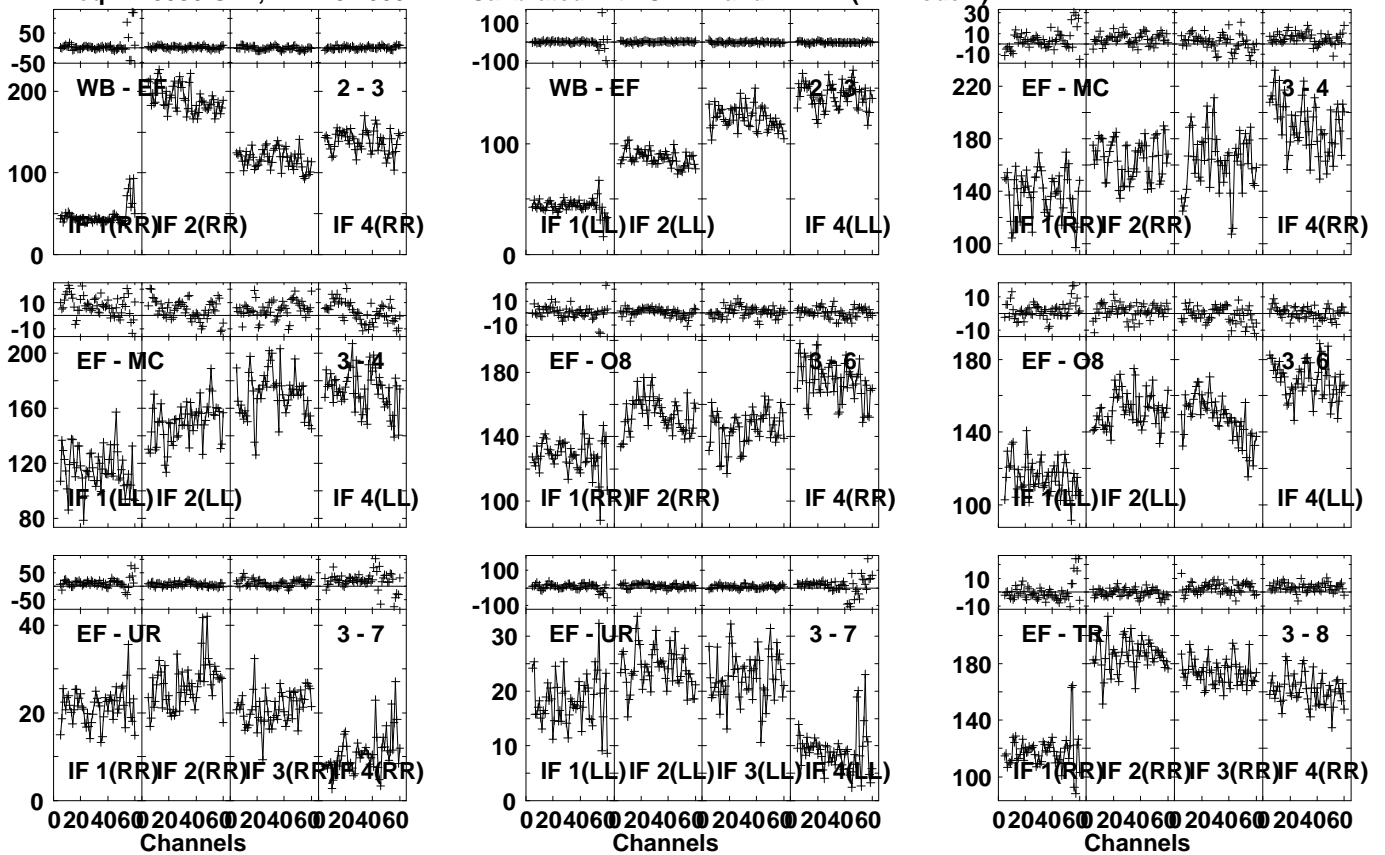 50 100 30
0 0 10
-50 -100 -10
WB - EF 2 - 3 WB - EF 2 - 3 EF - MC 3 - 4
200 220
100 100 180
140
IF 1(RR) IF 2(RR) IF 4(RR) IF 1(LL) IF 2(LL) IF 4(LL) IF 1(RR) IF 2(RR) IF 4(RR)
0 0 100
10 10 10
-10 -10 -10
EF - MC 3 - 4 EF - O8 3 - 6 EF - O8 3 - 6
200 180 180
160
120 140 140
IF 1(LL) IF 2(LL) IF 4(LL) IF 1(RR) IF 2(RR) IF 4(RR) IF 1(LL) IF 2(LL) IF 4(LL)
80 100 100
50 100 10
-50 -100 -10
EF - UR 3 - 7 EF - UR 3 - 7 EF - TR 3 - 8
40 30 180
20 20 140
10 100
IF 1(RR) IF 2(RR) IF 3(RR) IF 4(RR) IF 1(LL) IF 2(LL) IF 3(LL) IF 4(LL) IF 1(RR) IF 2(RR) IF 3(RR) IF 4(RR)
0 0
0 20 40 60 0 20 40 60 0 20 40 60 0 20 40 60 0 20 40 60 0 20 40 60 0 20 40 60 0 20 40 60 0 20 40 60 0 20 40 60 0 20 40 60 0 20 40 60
Channels Channels Channels